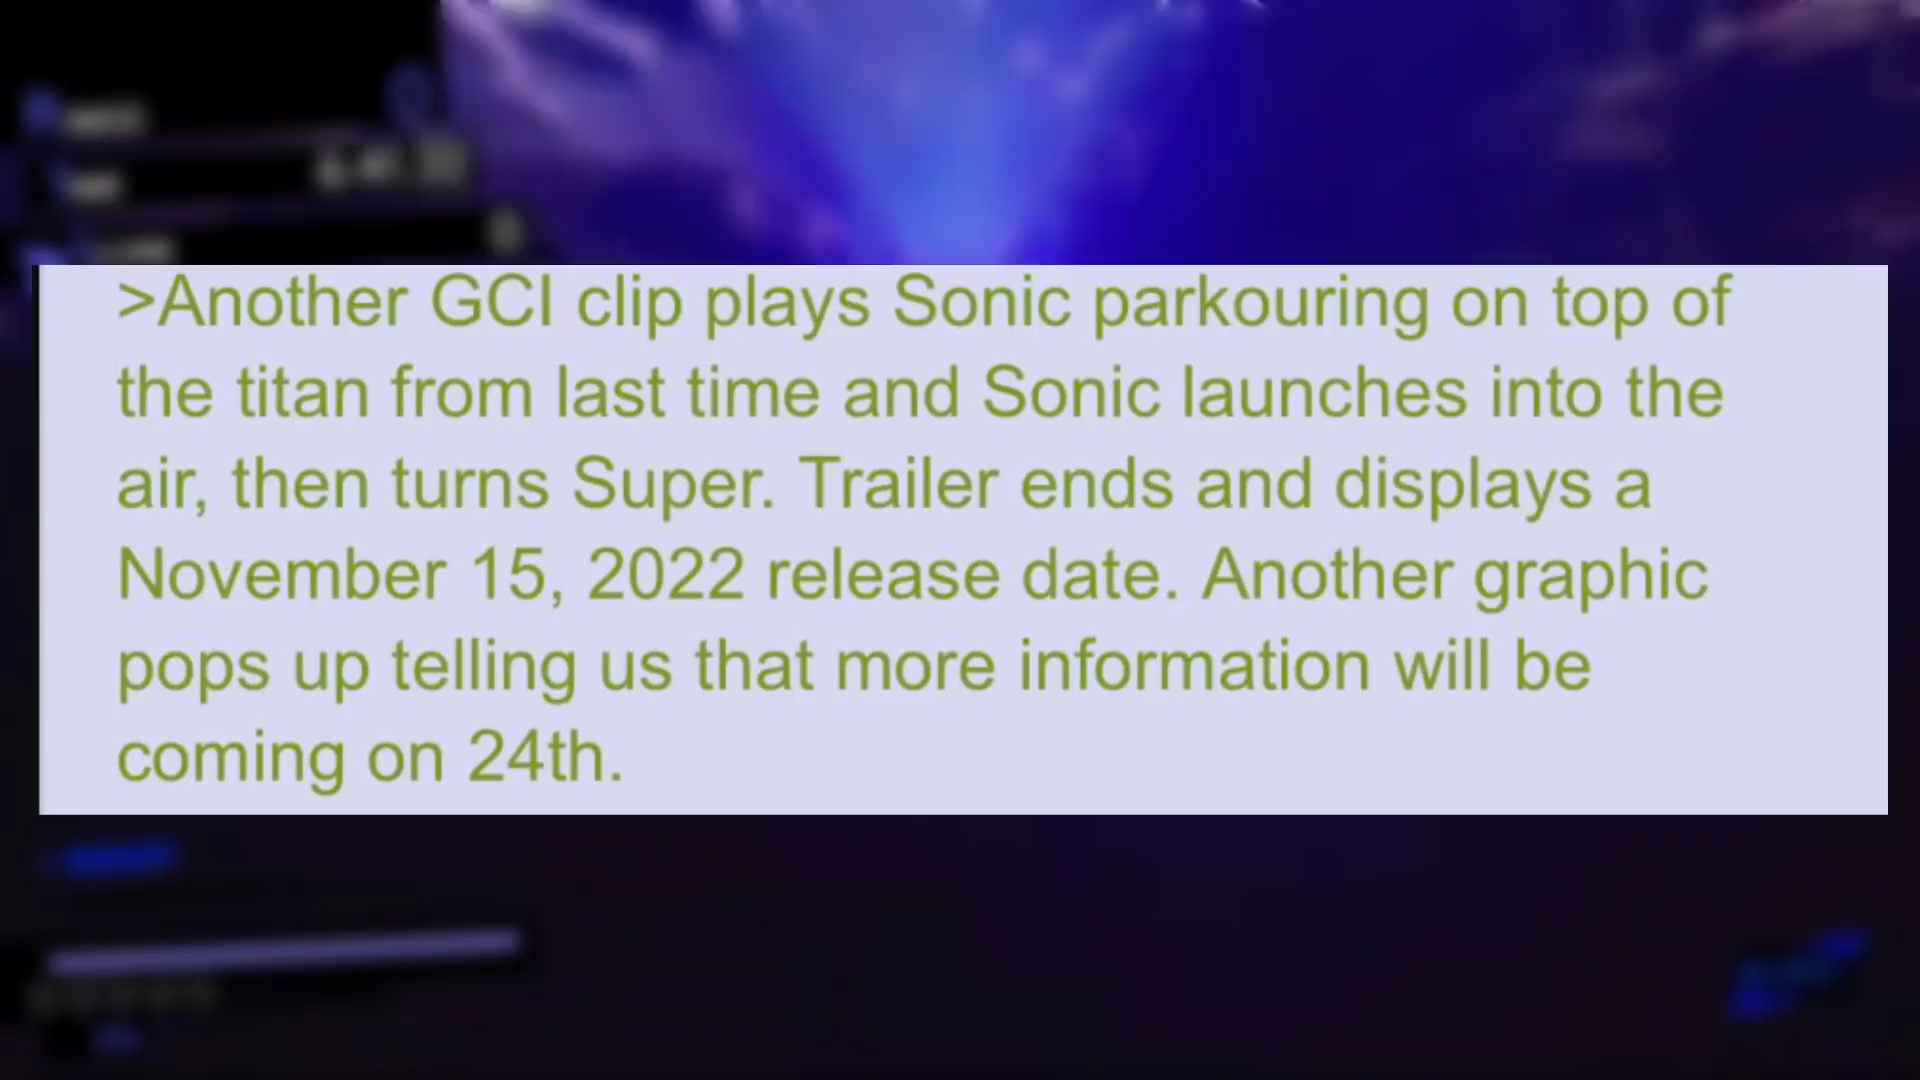 >Another GCI clip plays Sonic parkouring on top of
the titan from last time and Sonic launches into the
air, then turns Super. Trailer ends and displays a
November 15, 2022 release date. Another graphic
pops up telling us that more information will be
coming on 24th.